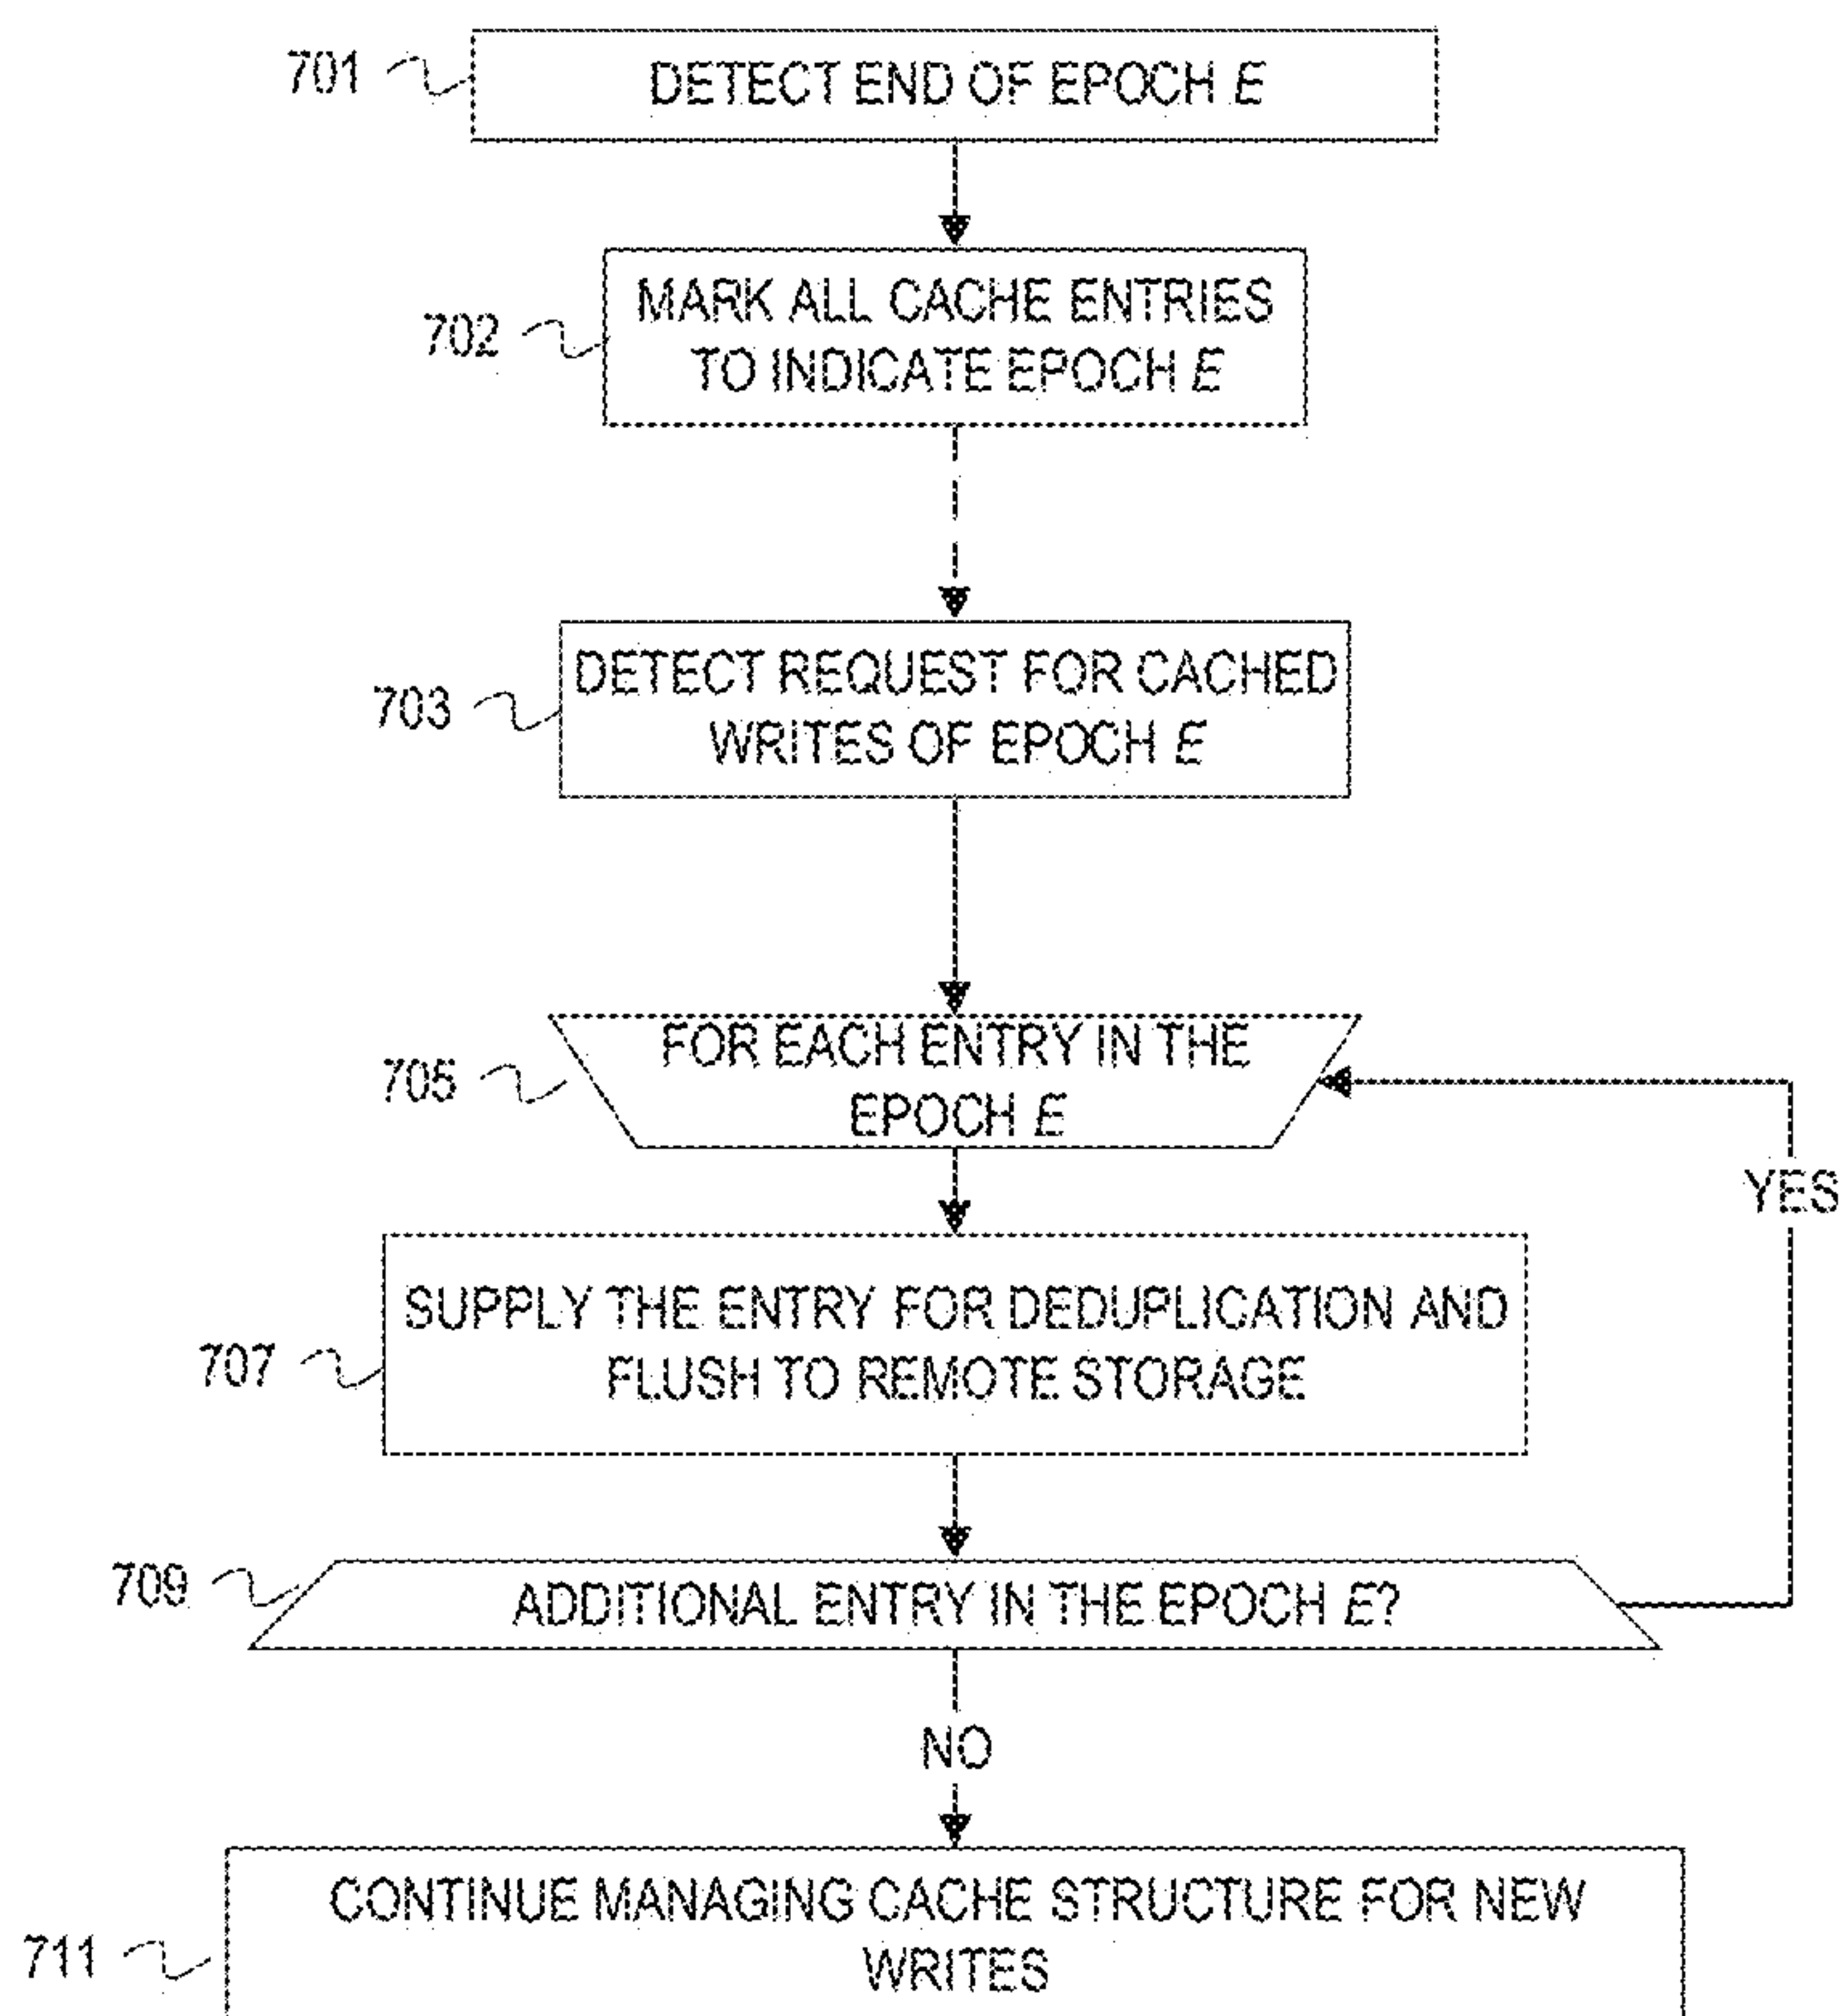 701
DETECT END OF EPOCH E
702
MARK ALL CACHE ENTRIES
TO INDICATE EPOCH E
703
DETECT REQUEST FOR CACHED
WRITES OF EPOCH E
705
FOR EACH ENTRY IN THE
EPOCH E
YES
707
SUPPLY THE ENTRY FOR DEDUPLICATION AND
FLUSH TO REMOTE STORAGE
709
ADDITIONAL ENTRY IN THE EPOCH E?
NO
711
CONTINUE MANAGING CACHE STRUCTURE FOR NEW
WRITES